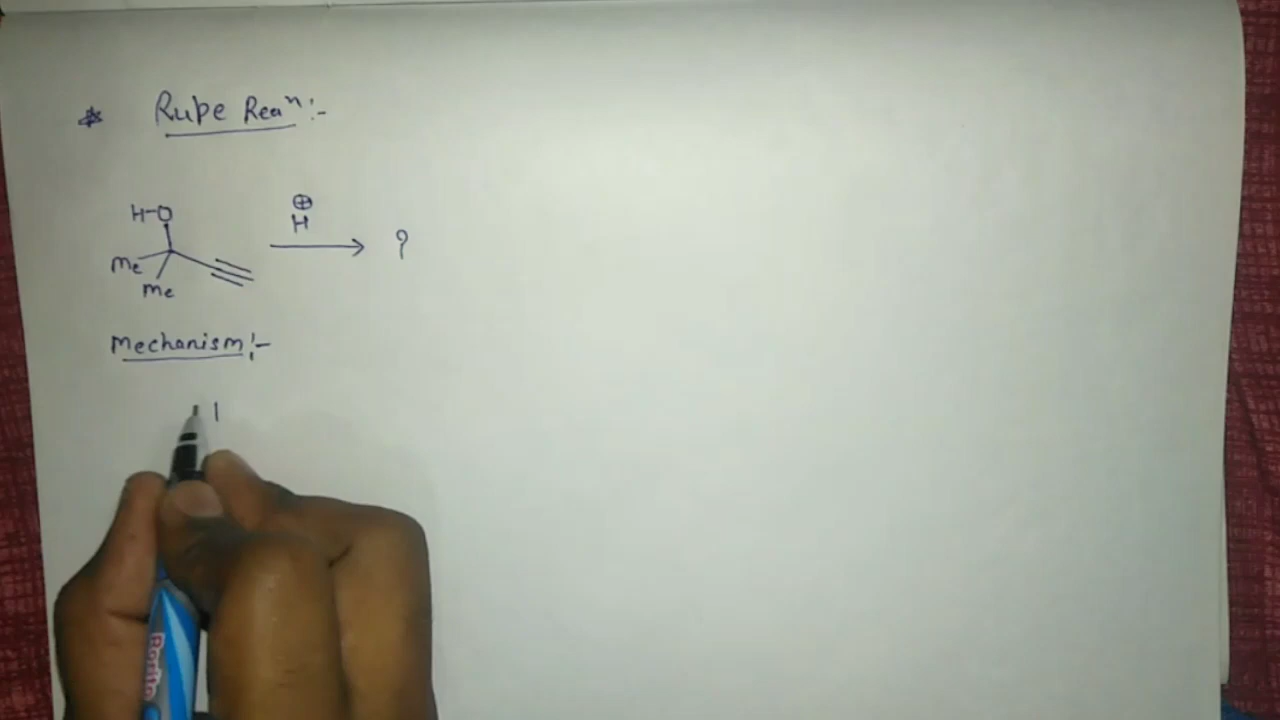 * Rupe Reaⁿ:-
H-O
⊕
H
?
Me
Me
Mechanism:-